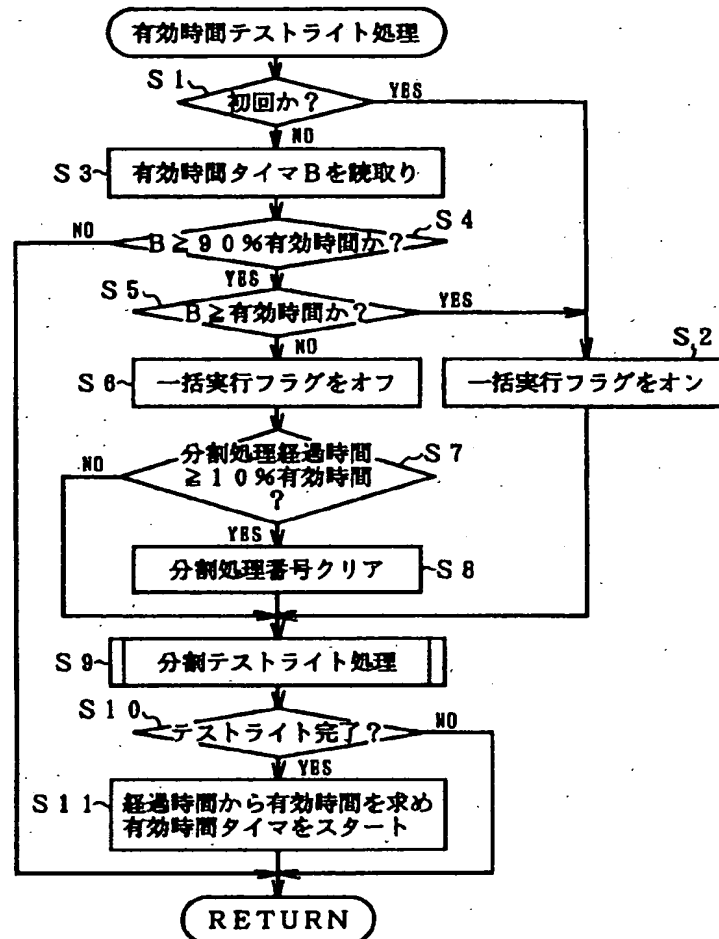 有効時間テストライト処理
S1
初回か?
YES
NO
S3
有効時間タイマBを読取り
S4
NO
B≧90%有効時間か?
YES
S5
B≧有効時間か?
YES
NO
S2
S6
一括実行フラグをオフ
一括実行フラグをオン
S7
NO
分割処理経過時間
≧10%有効時間
?
YES
分割処理番号クリア
S8
S9
分割テストライト処理
S10
テストライト完了?
NO
YES
S11
経過時間から有効時間を求め
有効時間タイマをスタート
RETURN